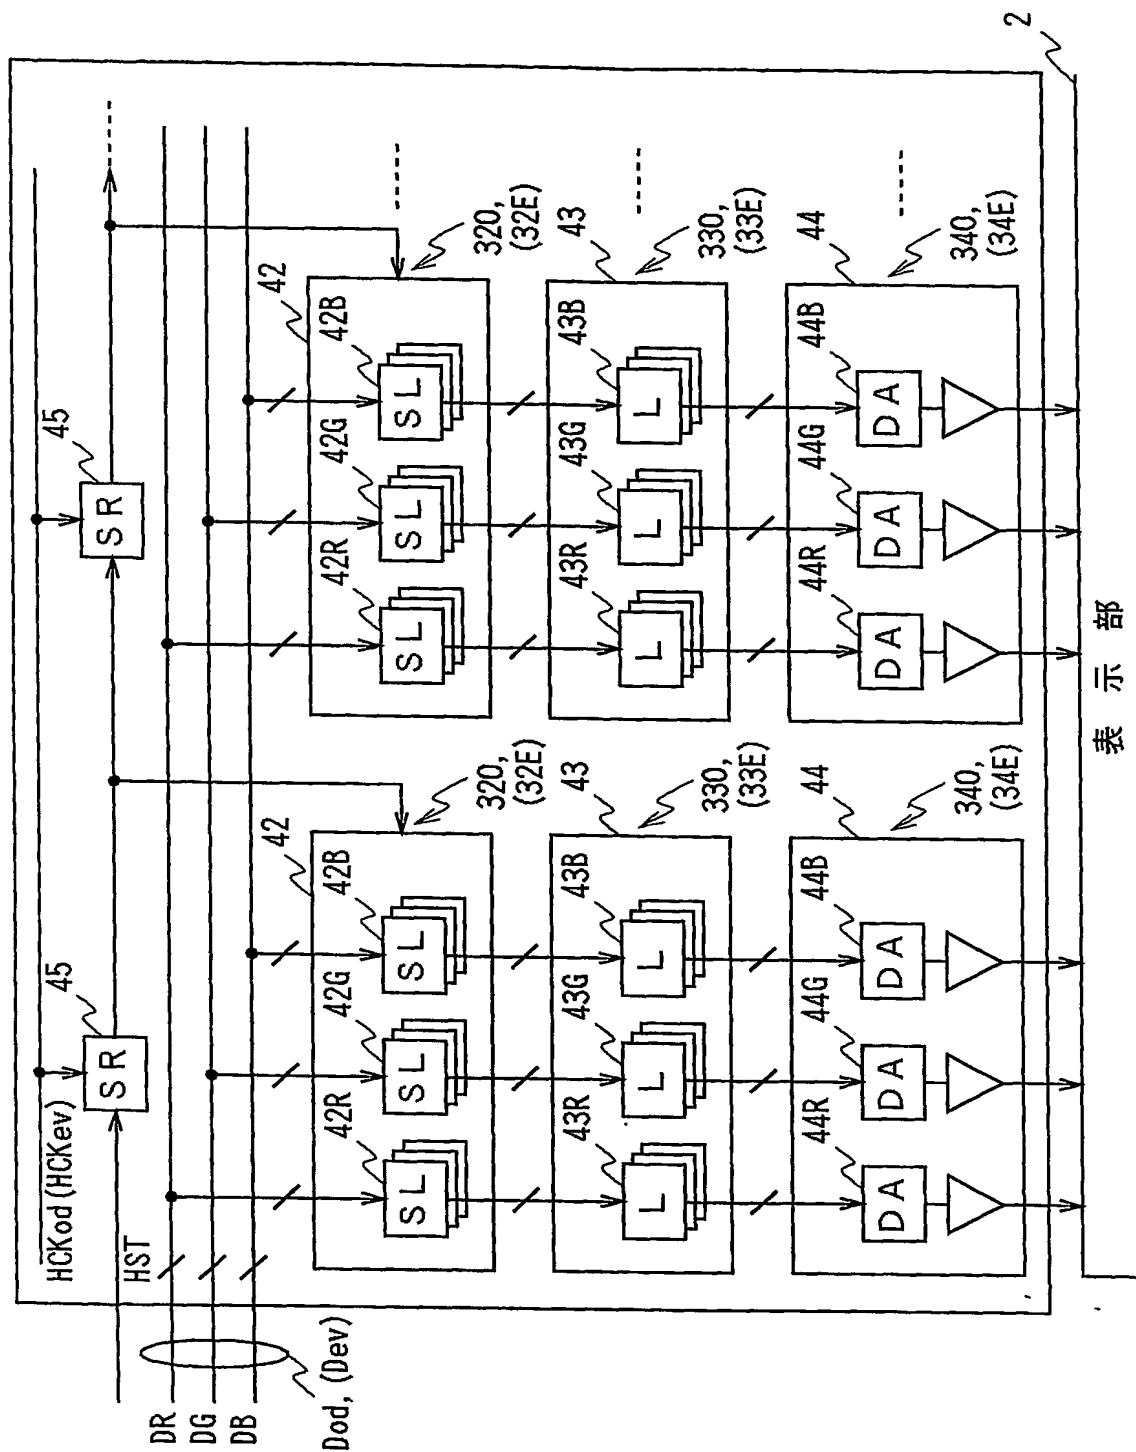 HCKod(HCKev)
HST
DR
DG
DB
Dod, (Dev)
45
SR
45
SR
42
42R
42G
42B
SL
SL
SL
320,
(32E)
42
42R
42G
42B
SL
SL
SL
320,
(32E)
43
43R
43G
43B
L
L
L
330,
(33E)
43
43R
43G
43B
L
L
L
330,
(33E)
44
44R
44G
44B
DA
DA
DA
340,
(34E)
44
44R
44G
44B
DA
DA
DA
340,
(34E)
2
表示部